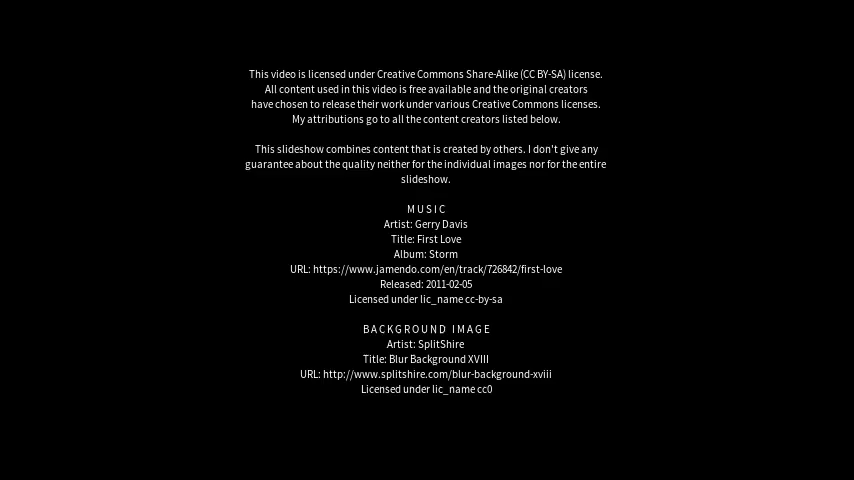 This video is licensed under Creative Commons Share-Alike (CC BY-SA) license.
All content used in this video is free available and the original creators
have chosen to release their work under various Creative Commons licenses.
My attributions go to all the content creators listed below.
This slideshow combines content that is created by others. I don't give any
guarantee about the quality neither for the individual images nor for the entire
slideshow.
MUSIC
Artist: Gerry Davis
Title: First Love
Album: Storm
URL: https://www.jamendo.com/en/track/726842/first-love
Released: 2011-02-05
Licensed under lic_name cc-by-sa
BACKGROUND IMAGE
Artist: SplitShire
Title: Blur Background XVIII
URL: http://www.splitshire.com/blur-background-xviii
Licensed under lic_name cc0